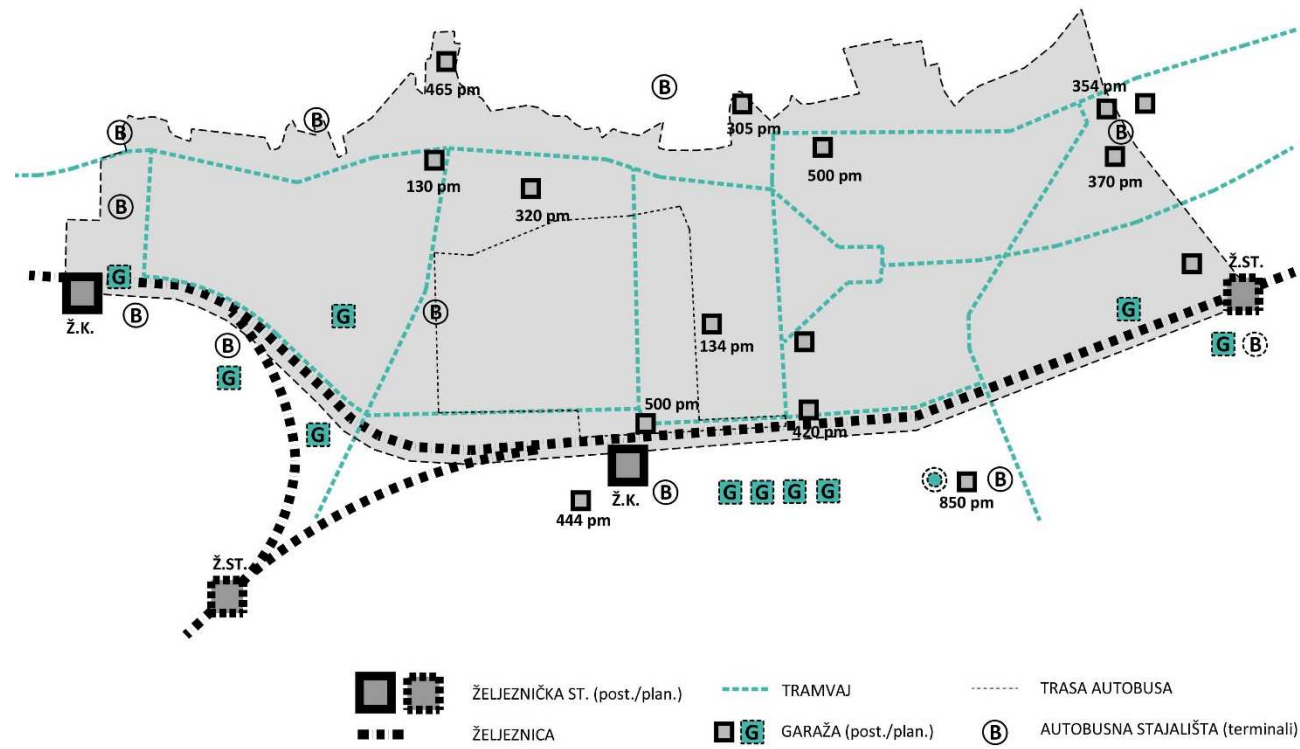 465 pm
B
B
B
354 pm
305 pm
B
130 pm
500 pm
370 pm
320 pm
B
G
Ž.ST.
Ž.K.
B
G
B
G
134 pm
B
G
G
B
500 pm
G
420 pm
Ž.K.
B
G G G G
B
444 pm
850 pm
Ž.ST.
ŽELJEZNIČKA ST. (post./plan.)
TRAMVAJ
TRASA AUTOBUSA
ŽELJEZNICA
G GARAŽA (post./plan.)
B AUTOBUSNA STAJALIŠTA (terminali)